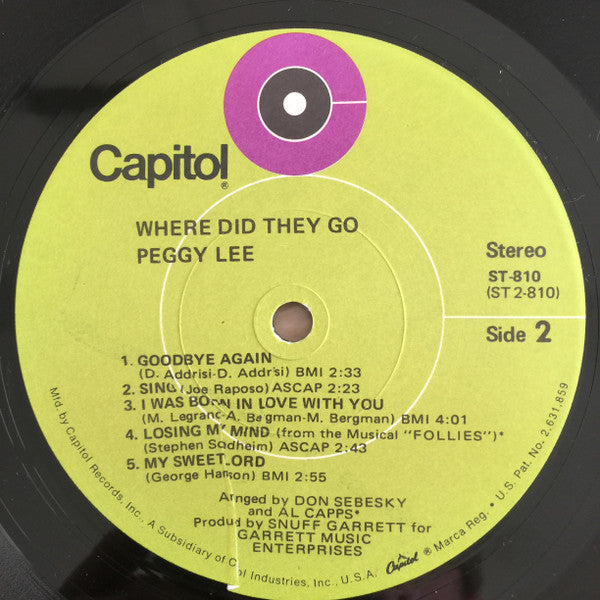 Capitol®
WHERE DID THEY GO
PEGGY LEE
Stereo
ST-810
(ST 2-810)
Side 2
1. GOODBYE AGAIN
(D. Addrisi-D. Addr'si) BMI 2:33
2. SING (Joe Raposo) ASCAP 2:23
3. I WAS BORN IN LOVE WITH YOU
(M. Legrand-A. Bergman-M. Bergman) BMI 4:01
4. LOSING MY MIND (from the Musical "FOLLIES")*
(Stephen Sondheim) ASCAP 2:43
5. MY SWEET LORD
(George Harrison) BMI 2:55
Arranged by DON SEBESKY
and AL CAPPS*
Produced by SNUFF GARRETT for
GARRETT MUSIC
ENTERPRISES
Mfd. by Capitol Records, Inc., A Subsidiary of Capitol Industries, Inc., U.S.A. Capitol ® Marca Reg. • U.S. Pat. No. 2,631,859